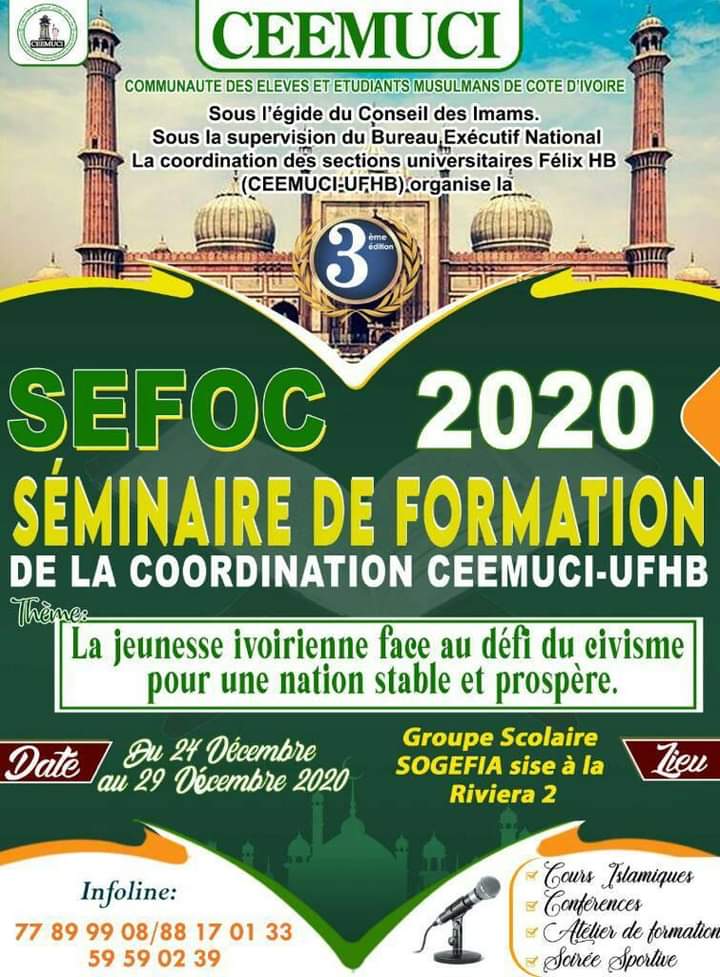 CEEMUCI
CEEMUCI
COMMUNAUTE DES ELEVES ET ETUDIANTS MUSULMANS DE COTE D'IVOIRE
Sous l'égide du Conseil des Imams.
Sous la supervision du Bureau Exécutif National
La coordination des sections universitaires Félix HB
(CEEMUCI-UFHB) organise la
3 ème
édition
SEFOC 2020
SÉMINAIRE DE FORMATION
DE LA COORDINATION CEEMUCI-UFHB
Thème:
La jeunesse ivoirienne face au défi du civisme
pour une nation stable et prospère.
Date
Du 24 Décembre
au 29 Décembre 2020
Groupe Scolaire
SOGEFIA sise à la
Riviera 2
Lieu
Infoline:
77 89 99 08/88 17 01 33
59 59 02 39
Cours Islamiques
Conférences
Atélier de formation
Soirée Sportive